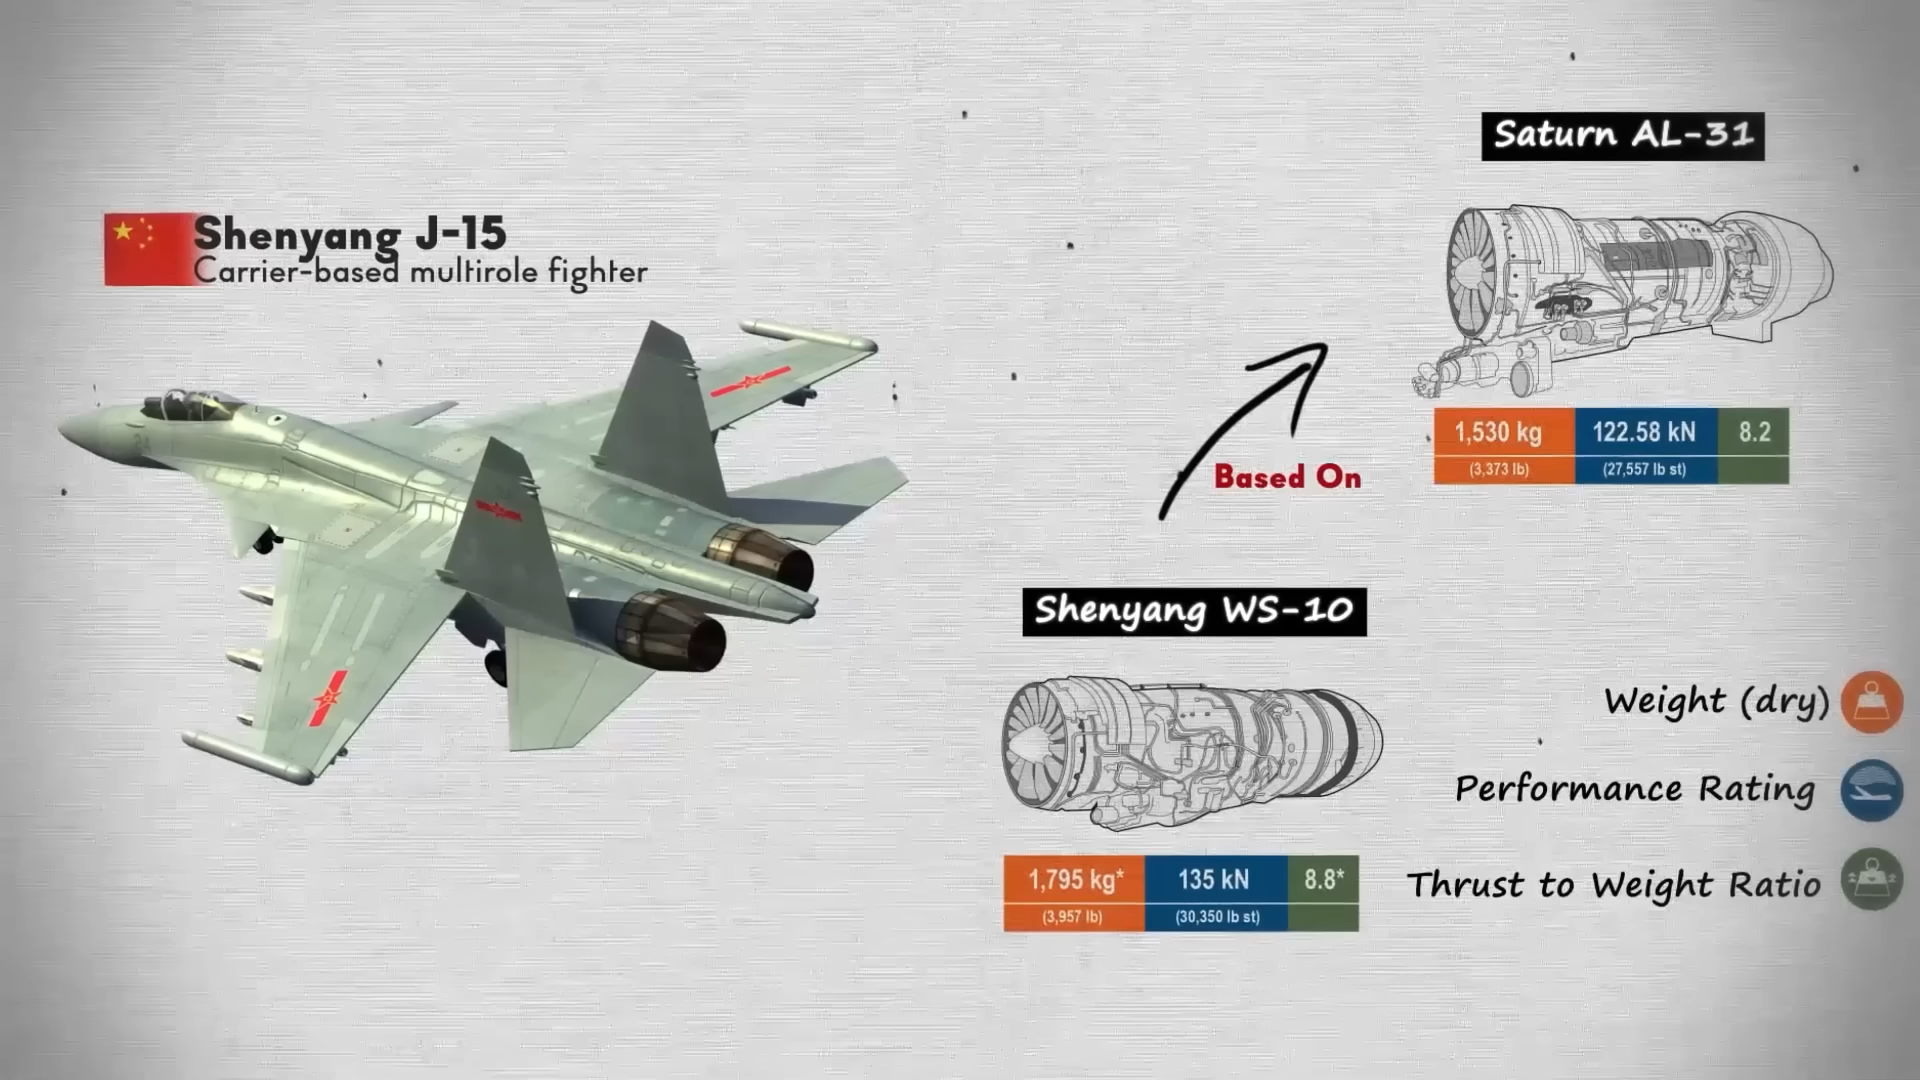 Shenyang J-15
Carrier-based multirole fighter
Saturn AL-31
1,530 kg
122.58 kN
8.2
(3,373 lb)
(27,557 lb st)
Based On
Shenyang WS-10
1,795 kg*
135 kN
8.8*
(3,957 lb)
(30,350 lb st)
Weight (dry)
Performance Rating
Thrust to Weight Ratio